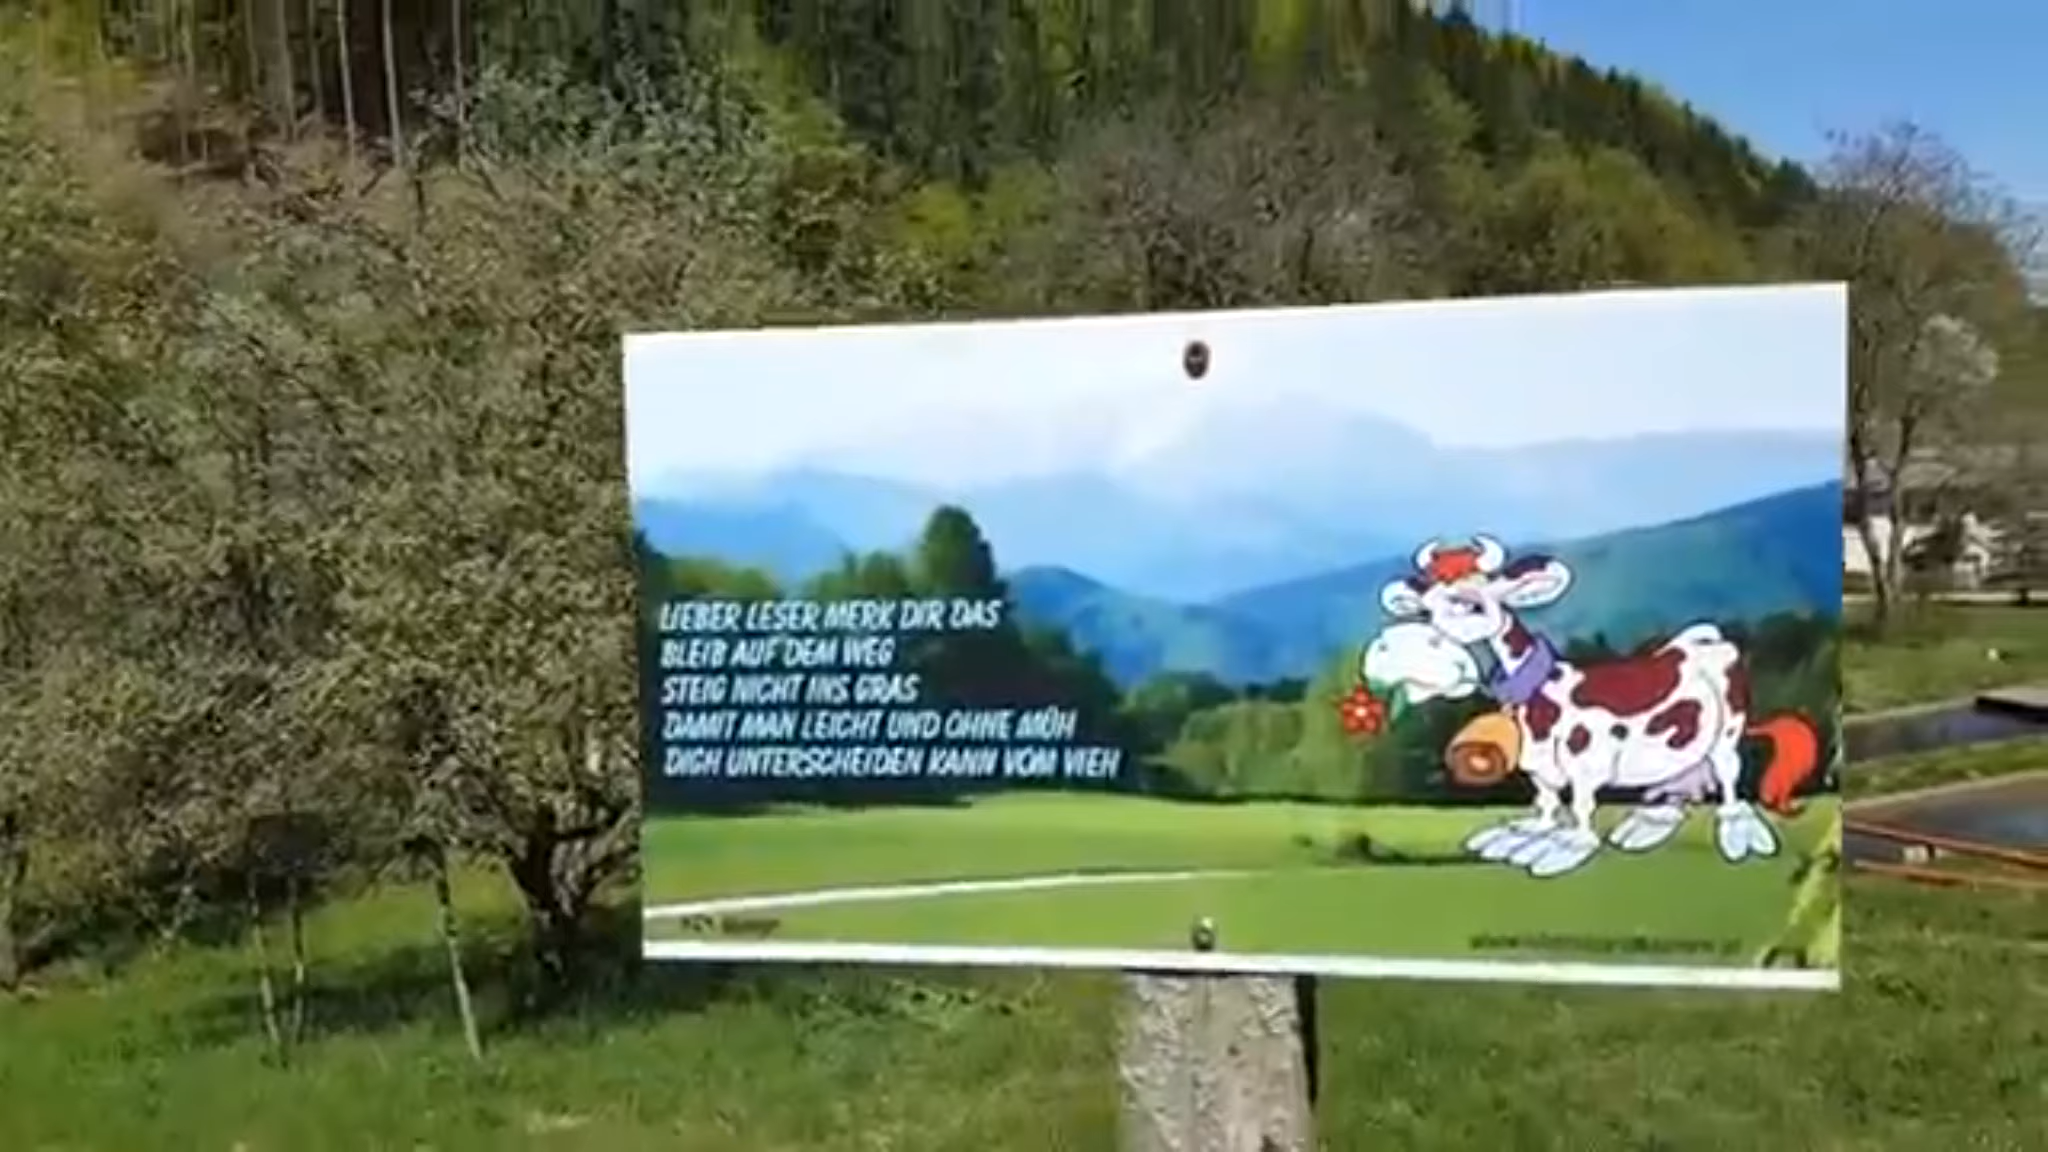 LIEBER LESER MERK DIR DAS
BLEIB AUF DEM WEG
STEIG NICHT INS GRAS
DAMIT MAN LEICHT UND OHNE MÜH
DICH UNTERSCHEIDEN KANN VOM VIEH